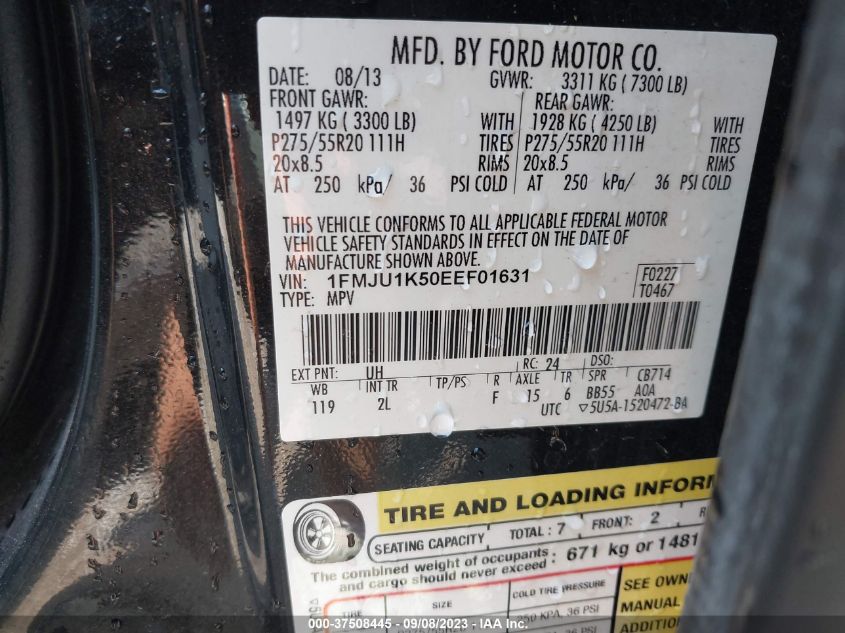 MFD. BY FORD MOTOR CO.
DATE: 08/13 GVWR: 3311 KG ( 7300 LB)
FRONT GAWR: REAR GAWR:
1497 KG ( 3300 LB) WITH 1928 KG ( 4250 LB) WITH
P275/55R20 111H TIRES P275/55R20 111H TIRES
20x8.5 RIMS 20x8.5 RIMS
AT 250 kPa/ 36 PSI COLD AT 250 kPa/ 36 PSI COLD
THIS VEHICLE CONFORMS TO ALL APPLICABLE FEDERAL MOTOR
VEHICLE SAFETY STANDARDS IN EFFECT ON THE DATE OF
MANUFACTURE SHOWN ABOVE.
VIN: 1FMJU1K50EEF01631 F0227
TYPE: MPV T0467
EXT PNT: UH RC: 24 DSO:
WB INT TR TP/PS R AXLE TR SPR CB714
119 2L F 15 6 BB55 A0A
UTC ▽5U5A-1520472-BA
TIRE AND LOADING INFOR
SEATING CAPACITY TOTAL: 7 FRONT: 2 R
The combined weight of occupants and cargo should never exceed : 671 kg or 1481
SIZE COLD TIRE PRESSURE SEE OWNE
KPA, 36 PSI MANUAL
ADDITION
# COPART - 37508445 - 09/08/2023 - © IAA Inc.